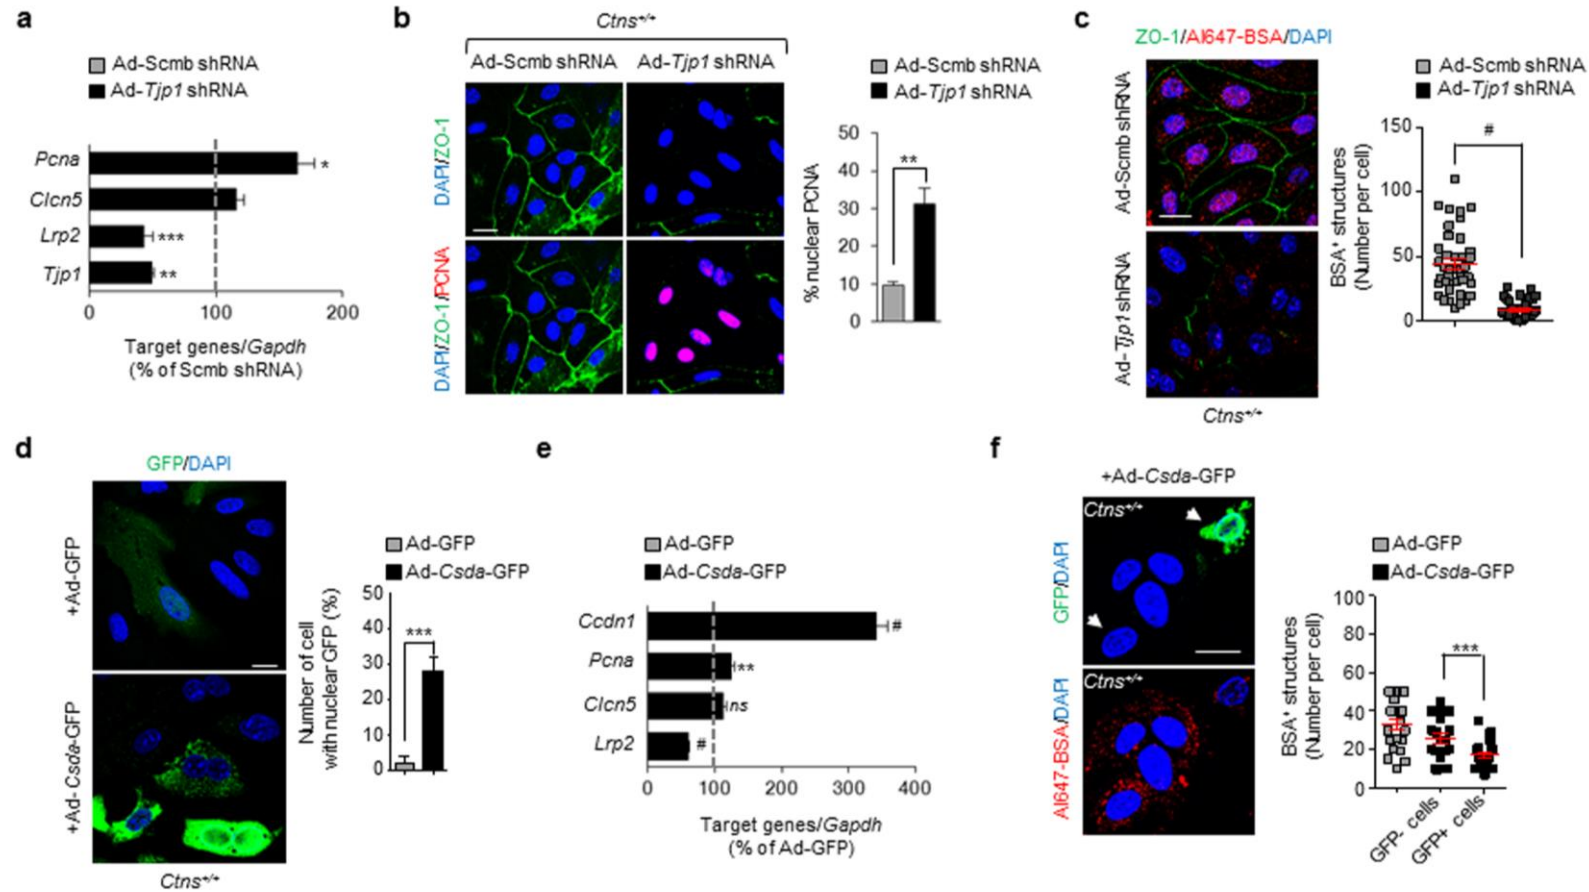 a
Ad-Scmb shRNA
Ad-Tjp1 shRNA
Pcna
*
Clcn5
Lrp2
***
Tjp1
**
0 100 200
Target genes/Gapdh
(% of Scmb shRNA)
b
Ctns+/+
Ad-Scmb shRNA Ad-Tjp1 shRNA
DAPI/ZO-1
DAPI/ZO-1/PCNA
Ad-Scmb shRNA
Ad-Tjp1 shRNA
% nuclear PCNA
50
40
30
20
10
0
**
c
ZO-1/Al647-BSA/DAPI
Ad-Scmb shRNA
Ad-Tjp1 shRNA
Ctns+/+
Ad-Scmb shRNA
Ad-Tjp1 shRNA
BSA+ structures
(Number per cell)
150
100
50
0
#
d
GFP/DAPI
+Ad-GFP
+Ad-Csda-GFP
Ctns+/+
Ad-GFP
Ad-Csda-GFP
Number of cell
with nuclear GFP (%)
50
40
30
20
10
0
***
e
Ad-GFP
Ad-Csda-GFP
Ccdn1
#
Pcna
**
Clcn5
ns
Lrp2
#
0 100 200 300 400
Target genes/Gapdh
(% of Ad-GFP)
f
+Ad-Csda-GFP
Ctns+/+
GFP/DAPI
Ctns+/+
Al647-BSA/DAPI
Ad-GFP
Ad-Csda-GFP
BSA+ structures
(Number per cell)
100
80
60
40
20
0
***
GFP- cells
GFP+ cells